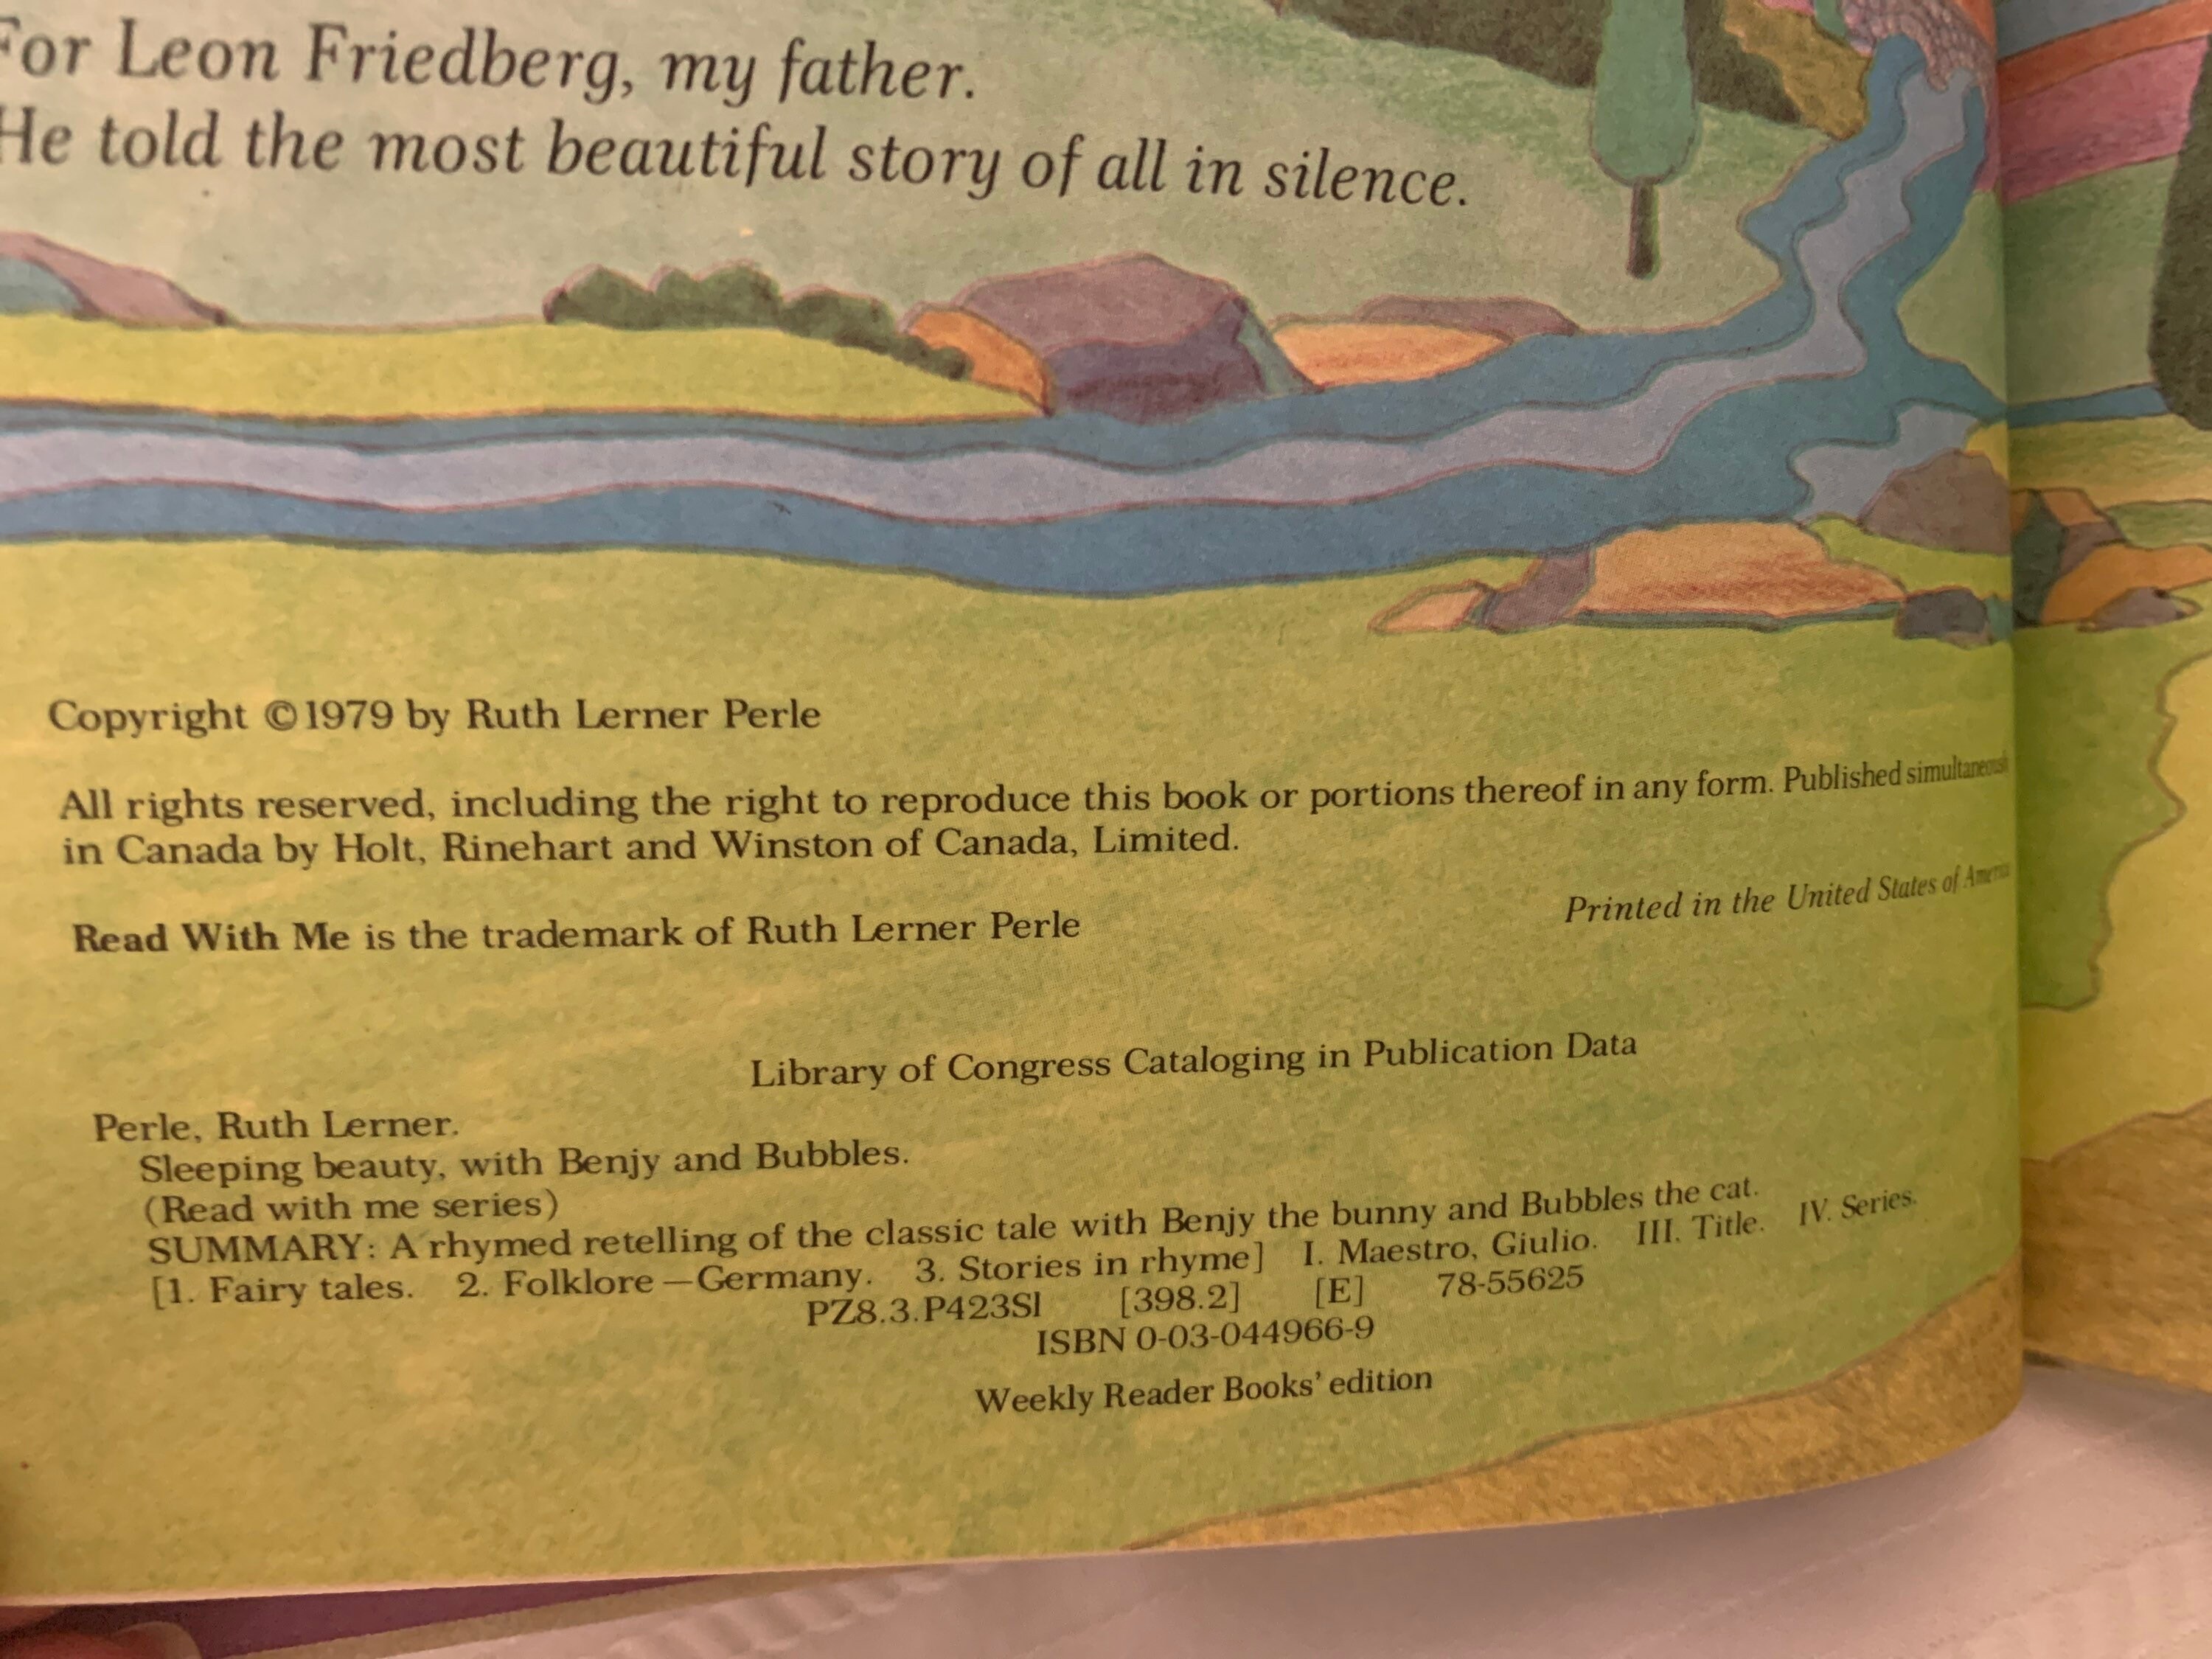 For Leon Friedberg, my father.
He told the most beautiful story of all in silence.
Copyright ©1979 by Ruth Lerner Perle
All rights reserved, including the right to reproduce this book or portions thereof in any form. Published simultaneously
in Canada by Holt, Rinehart and Winston of Canada, Limited.
Printed in the United States of America
Read With Me is the trademark of Ruth Lerner Perle
Library of Congress Cataloging in Publication Data
Perle, Ruth Lerner.
Sleeping beauty, with Benjy and Bubbles.
(Read with me series)
SUMMARY: A rhymed retelling of the classic tale with Benjy the bunny and Bubbles the cat.
[1. Fairy tales. 2. Folklore—Germany. 3. Stories in rhyme] I. Maestro, Giulio. III. Title. IV. Series.
PZ8.3.P423Sl [398.2] [E] 78-55625
ISBN 0-03-044966-9
Weekly Reader Books' edition